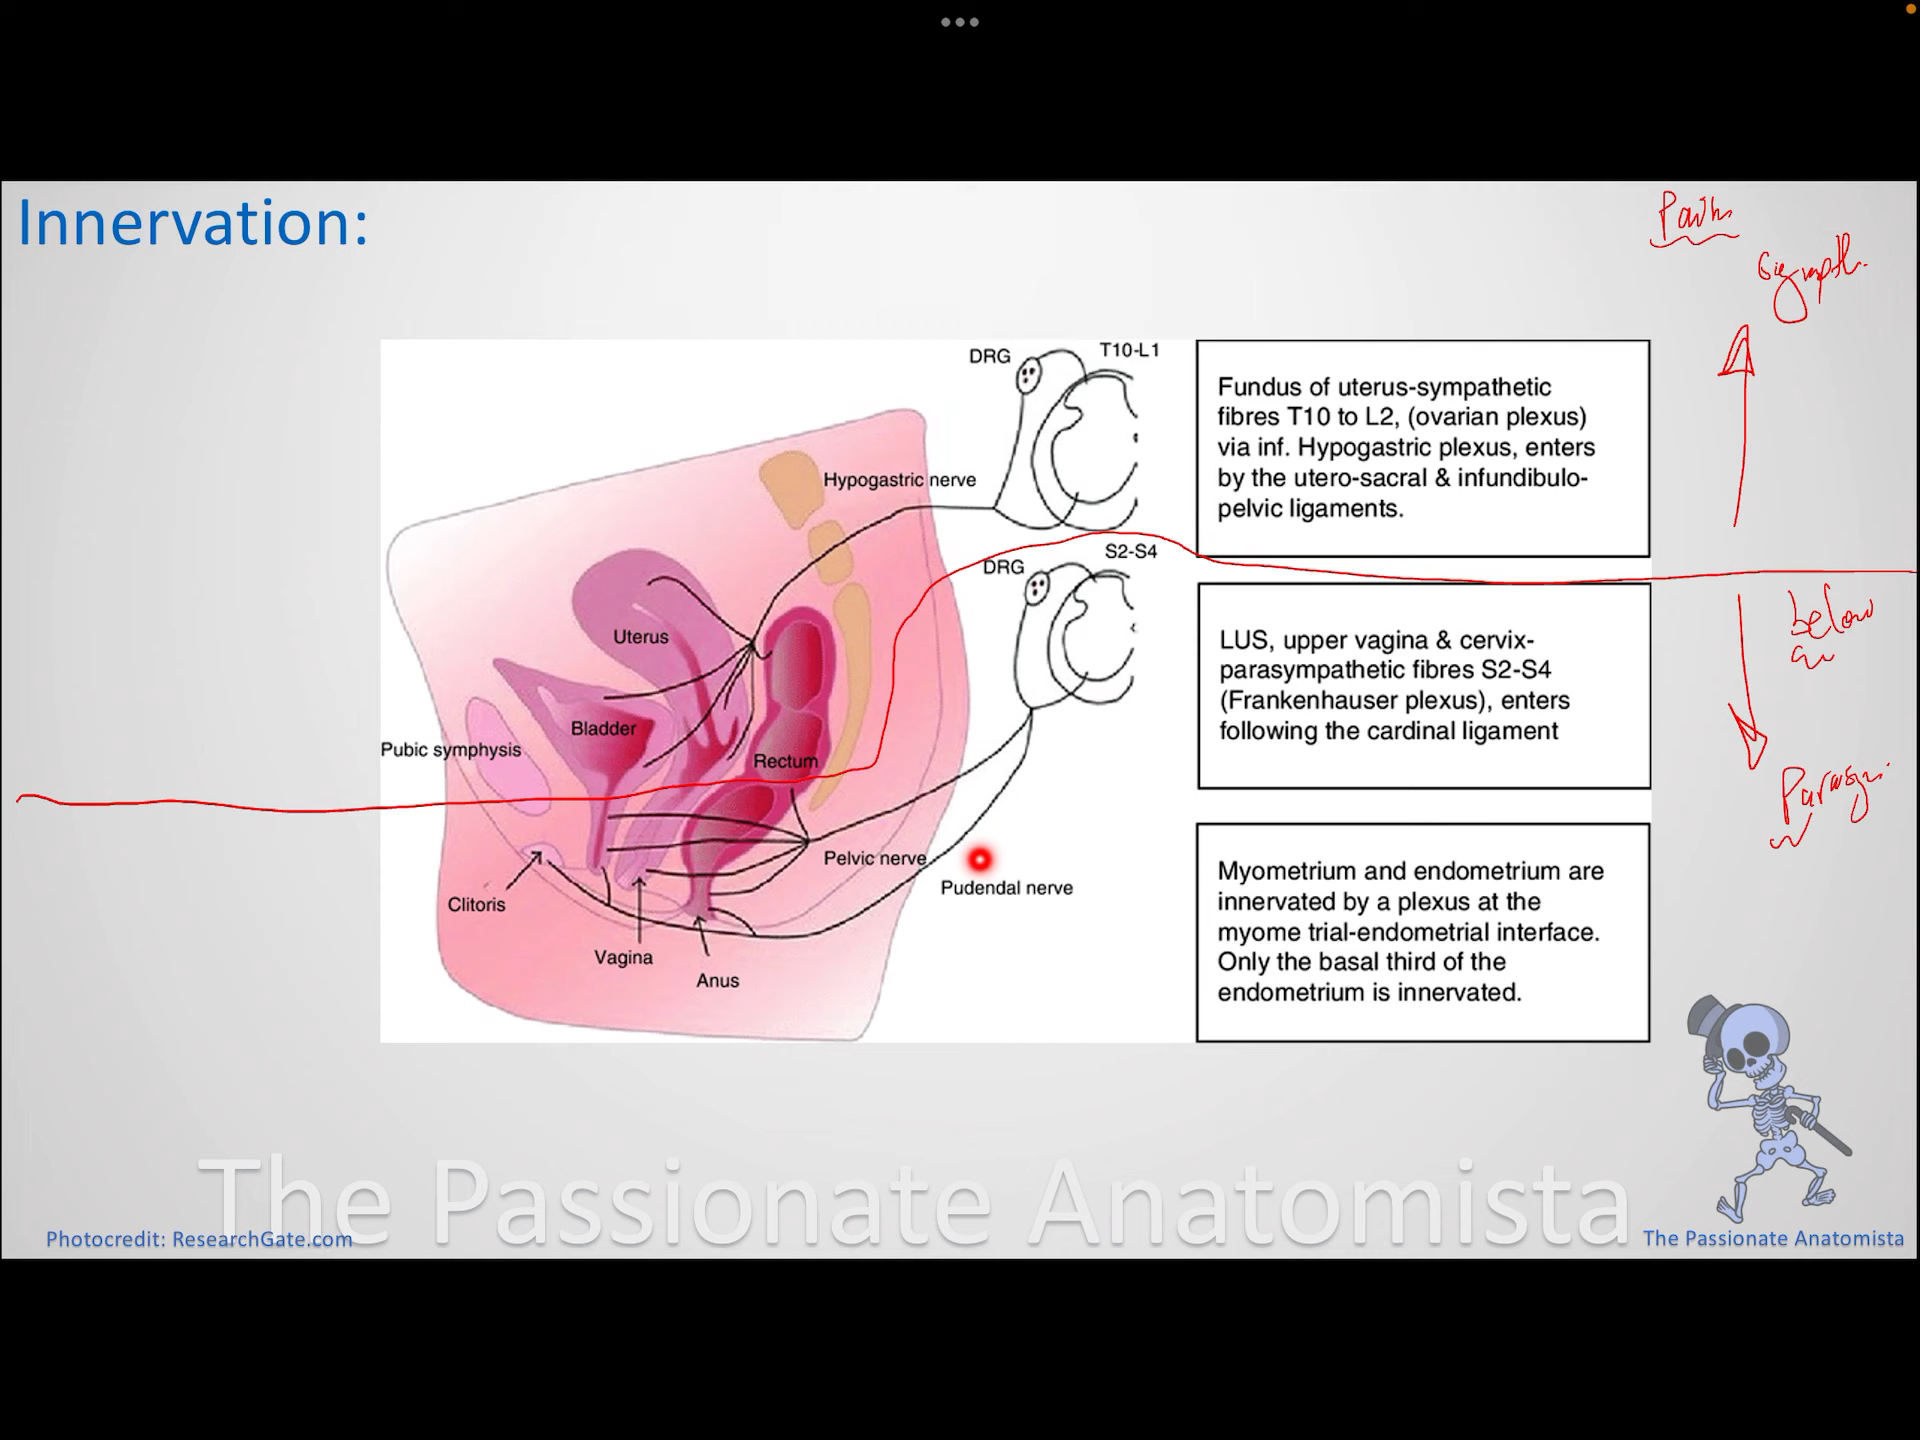 Innervation:
Pain
sympth.
DRG
T10-L1
Hypogastric nerve
DRG
S2-S4
Uterus
Bladder
Pubic symphysis
Rectum
Pelvic nerve
Pudendal nerve
Clitoris
Vagina
Anus
Fundus of uterus-sympathetic
fibres T10 to L2, (ovarian plexus)
via inf. Hypogastric plexus, enters
by the utero-sacral & infundibulo-
pelvic ligaments.
LUS, upper vagina & cervix-
parasympathetic fibres S2-S4
(Frankenhauser plexus), enters
following the cardinal ligament
below
Myometrium and endometrium are
innervated by a plexus at the
myome trial-endometrial interface.
Only the basal third of the
endometrium is innervated.
The Passionate Anatomista
Photocredit: ResearchGate.com
The Passionate Anatomista